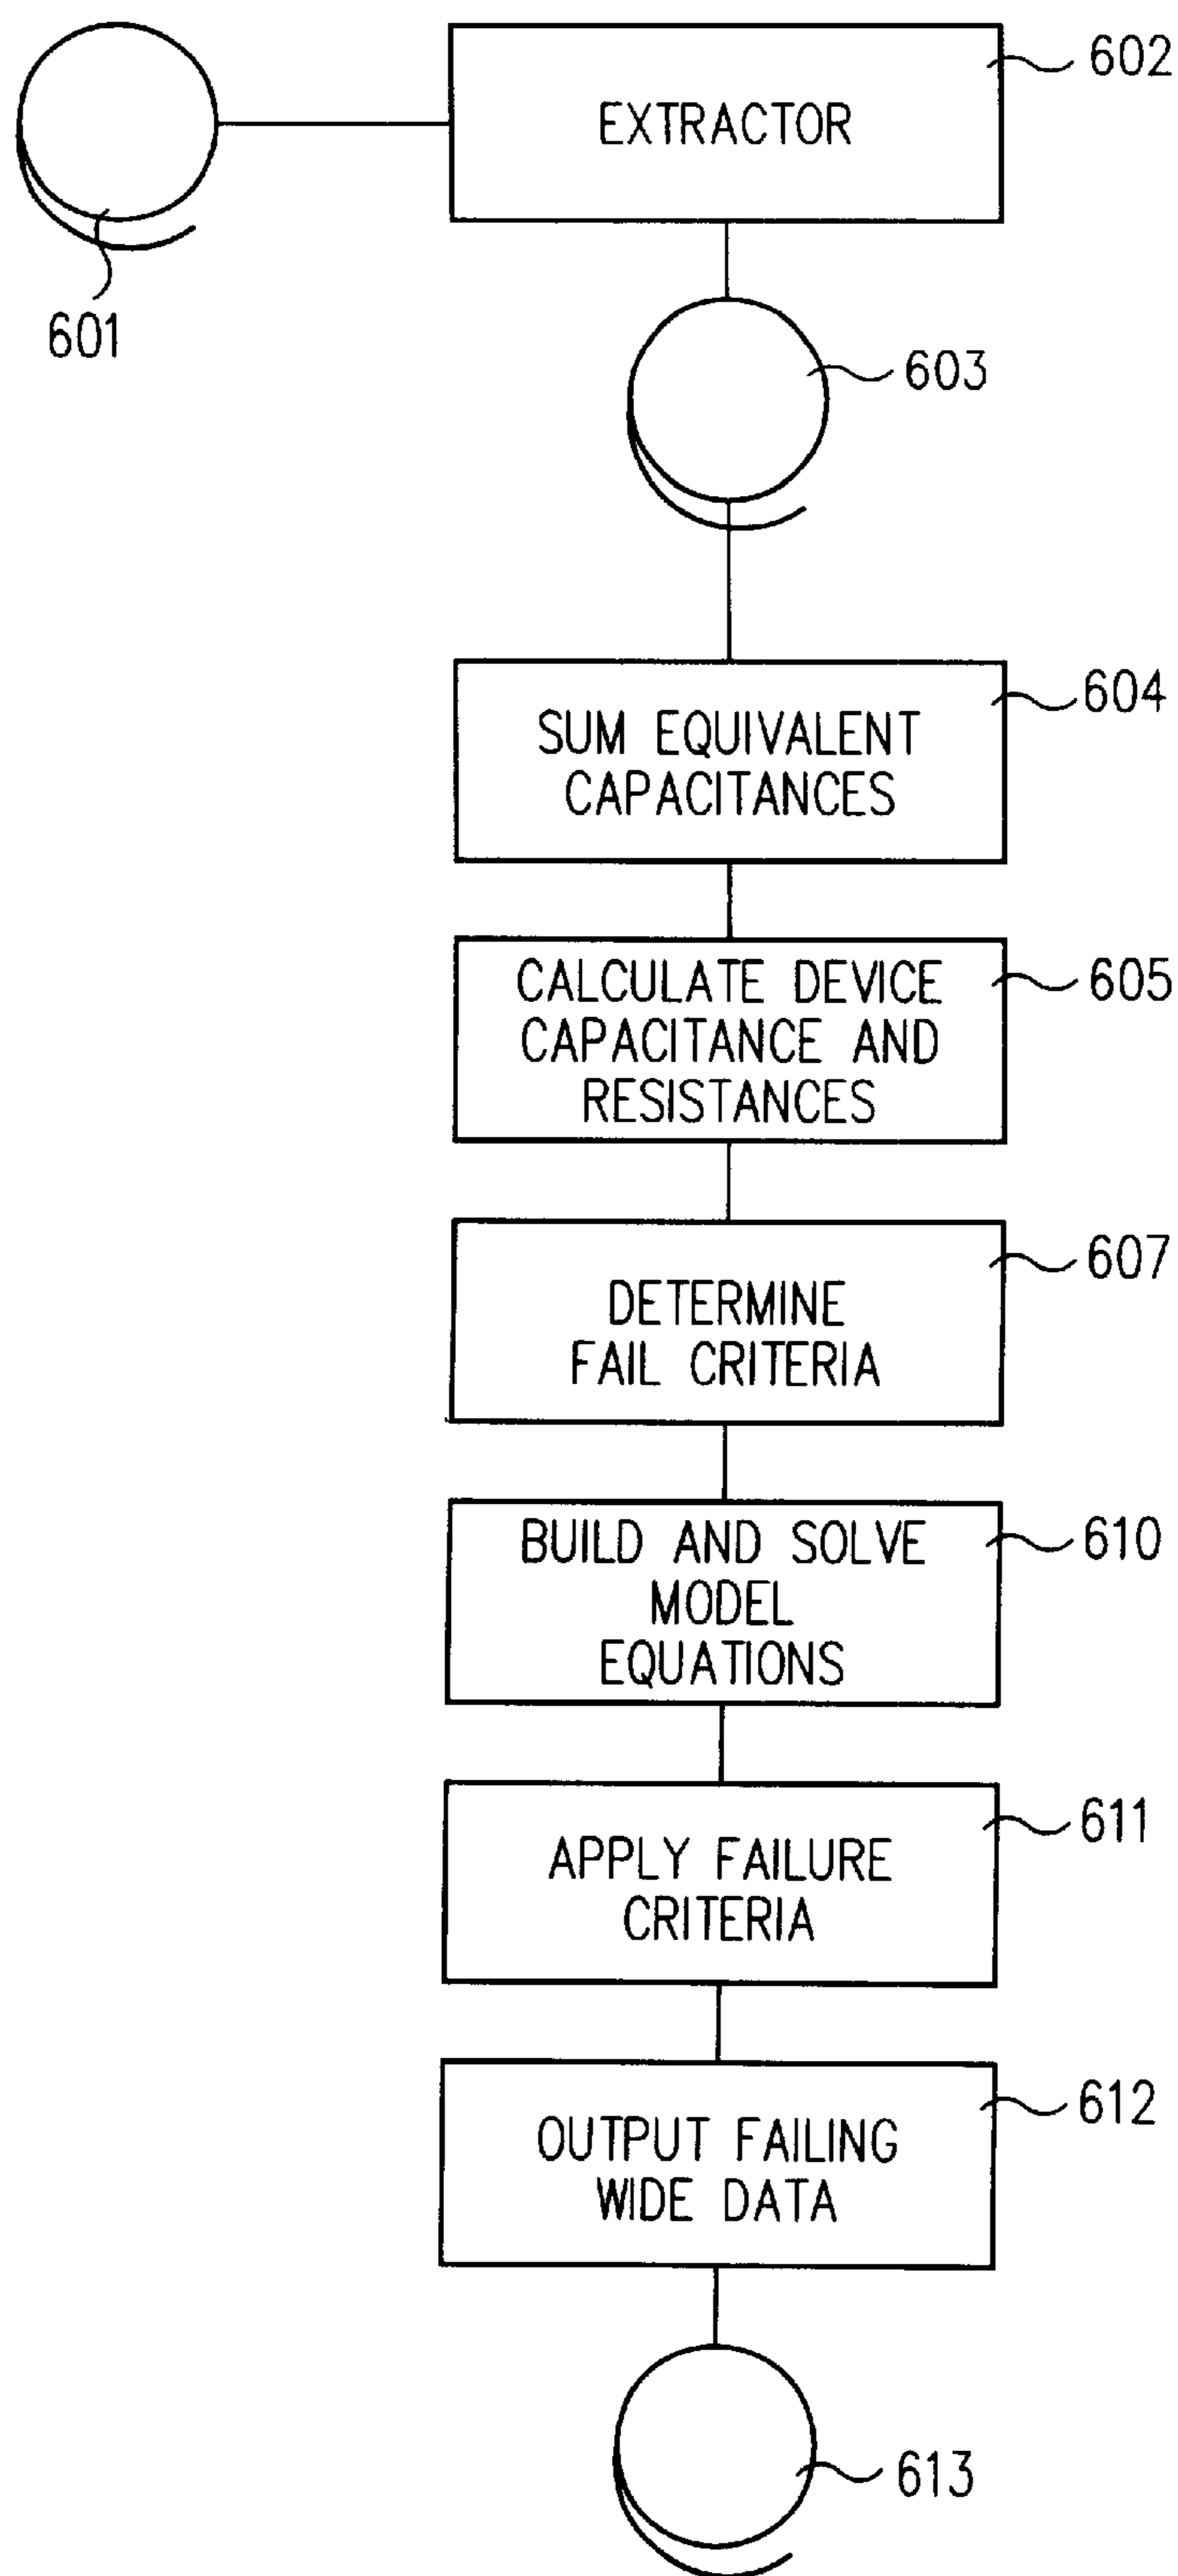 602
EXTRACTOR
601
603
604
SUM EQUIVALENT
CAPACITANCES
605
CALCULATE DEVICE
CAPACITANCE AND
RESISTANCES
607
DETERMINE
FAIL CRITERIA
610
BUILD AND SOLVE
MODEL
EQUATIONS
611
APPLY FAILURE
CRITERIA
612
OUTPUT FAILING
WIDE DATA
613